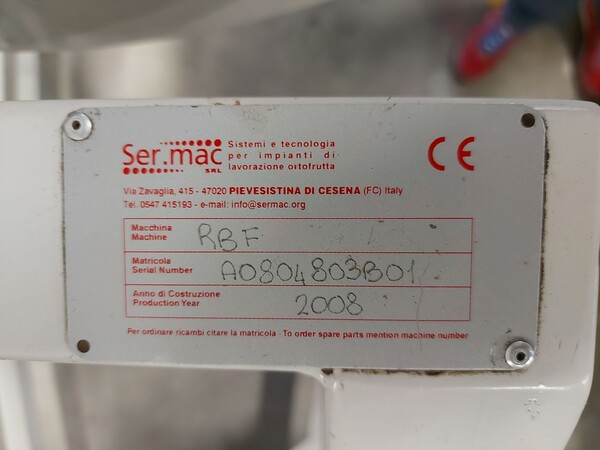 Ser.mac
SRL
Sistemi e tecnologia
per impianti di
lavorazione ortofrutta
CE
Via Zavaglia, 415 - 47020 PIEVESISTINA DI CESENA (FC) Italy
Tel. 0547 415193 - e-mail: info@sermac.org
Macchina
Machine
RBF
Matricola
Serial Number
A0804803B01
Anno di Costruzione
Production Year
2008
Per ordinare ricambi citare la matricola - To order spare parts mention machine number